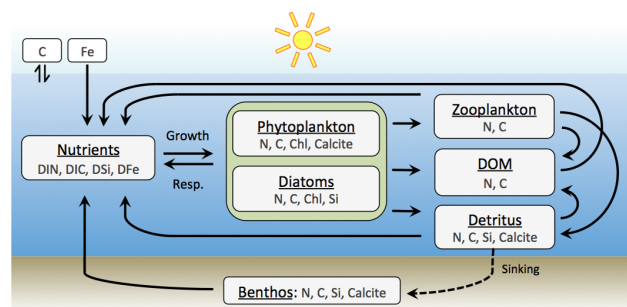 C
Fe
Growth
Resp.
Nutrients
DIN, DIC, DSi, DFe
Phytoplankton
N, C, Chl, Calcite
Diatoms
N, C, Chl, Si
Zooplankton
N, C
DOM
N, C
Detritus
N, C, Si, Calcite
Sinking
Benthos: N, C, Si, Calcite